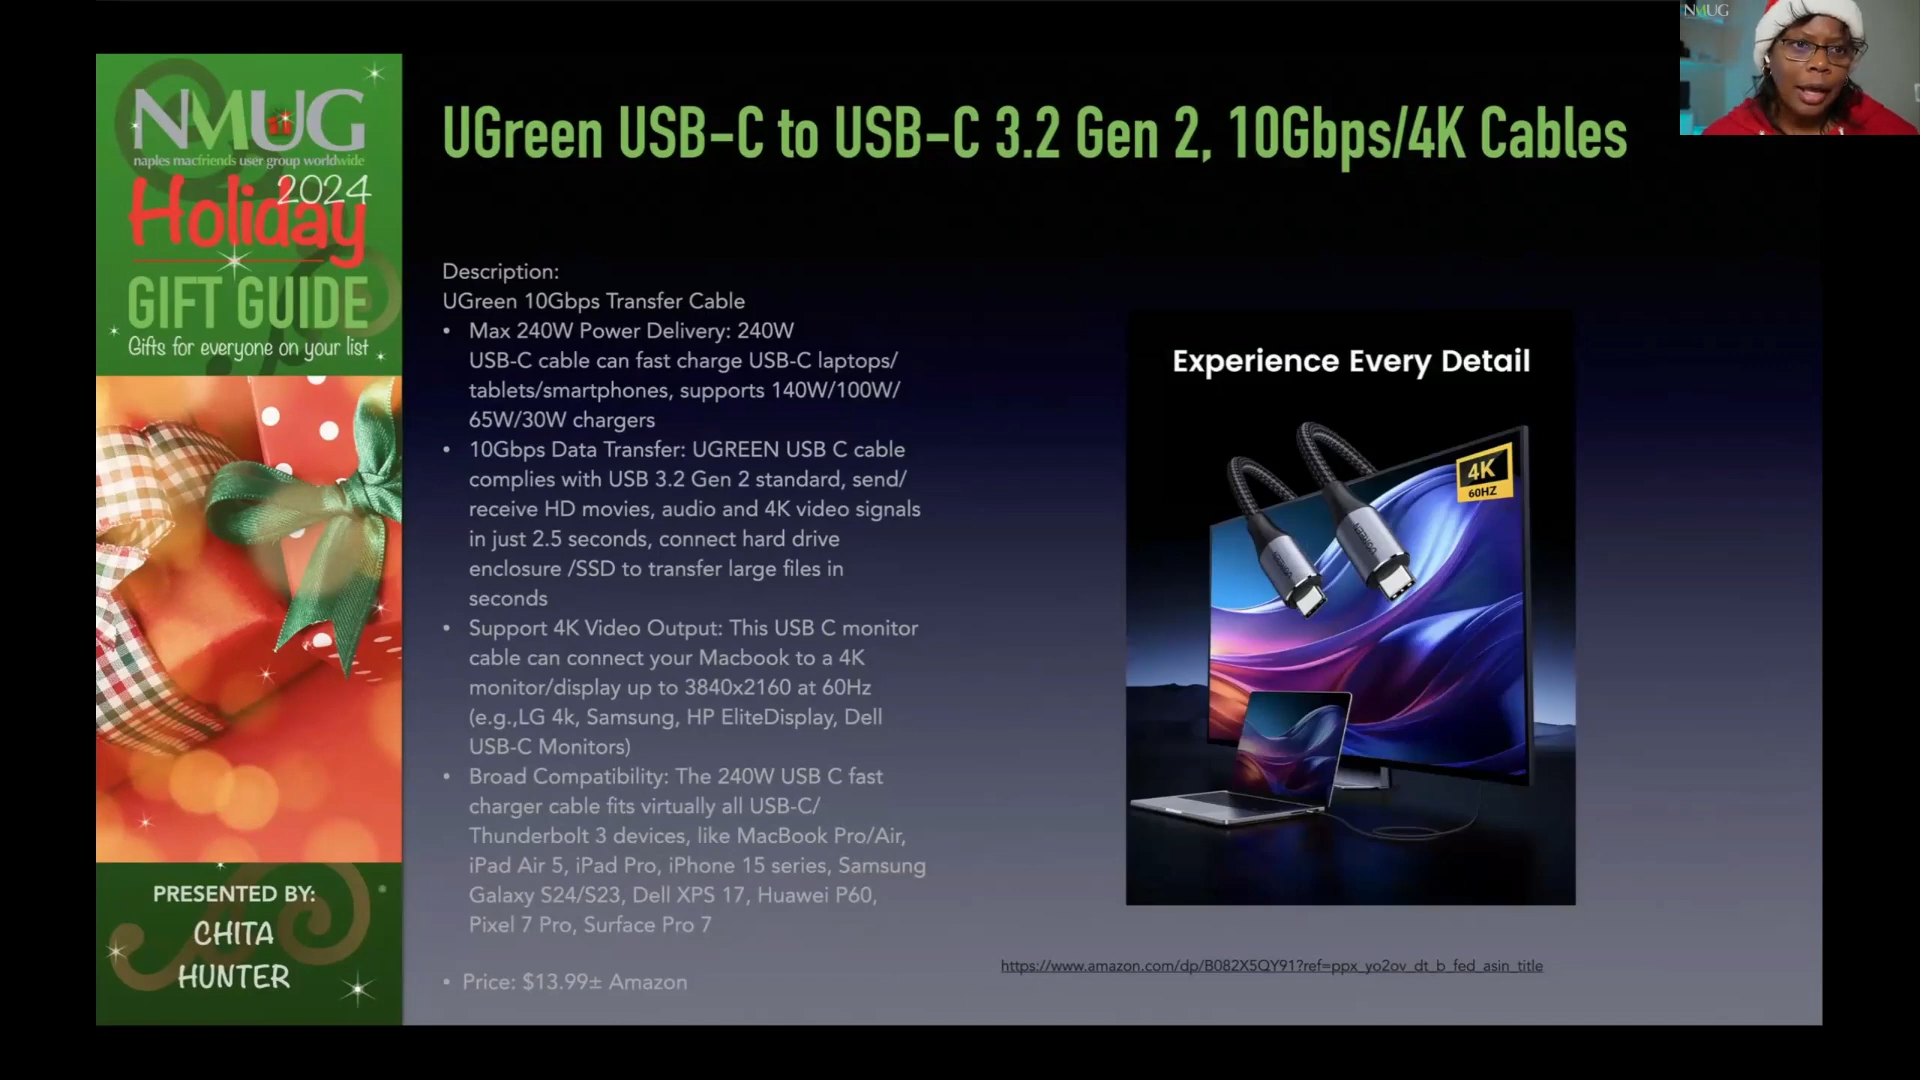 NMUG
naples macfriends user group worldwide
2024
Holiday
GIFT GUIDE
Gifts for everyone on your list
PRESENTED BY:
CHITA
HUNTER
UGreen USB-C to USB-C 3.2 Gen 2, 10Gbps/4K Cables
Description:
UGreen 10Gbps Transfer Cable
• Max 240W Power Delivery: 240W
USB-C cable can fast charge USB-C laptops/
tablets/smartphones, supports 140W/100W/
65W/30W chargers
• 10Gbps Data Transfer: UGREEN USB C cable
complies with USB 3.2 Gen 2 standard, send/
receive HD movies, audio and 4K video signals
in just 2.5 seconds, connect hard drive
enclosure /SSD to transfer large files in
seconds
• Support 4K Video Output: This USB C monitor
cable can connect your Macbook to a 4K
monitor/display up to 3840x2160 at 60Hz
(e.g.,LG 4k, Samsung, HP EliteDisplay, Dell
USB-C Monitors)
• Broad Compatibility: The 240W USB C fast
charger cable fits virtually all USB-C/
Thunderbolt 3 devices, like MacBook Pro/Air,
iPad Air 5, iPad Pro, iPhone 15 series, Samsung
Galaxy S24/S23, Dell XPS 17, Huawei P60,
Pixel 7 Pro, Surface Pro 7
• Price: $13.99± Amazon
Experience Every Detail
4K
60HZ
UGREEN
UGREEN
https://www.amazon.com/dp/B082X5QY91?ref=ppx_yo2ov_dt_b_fed_asin_title
NMUG